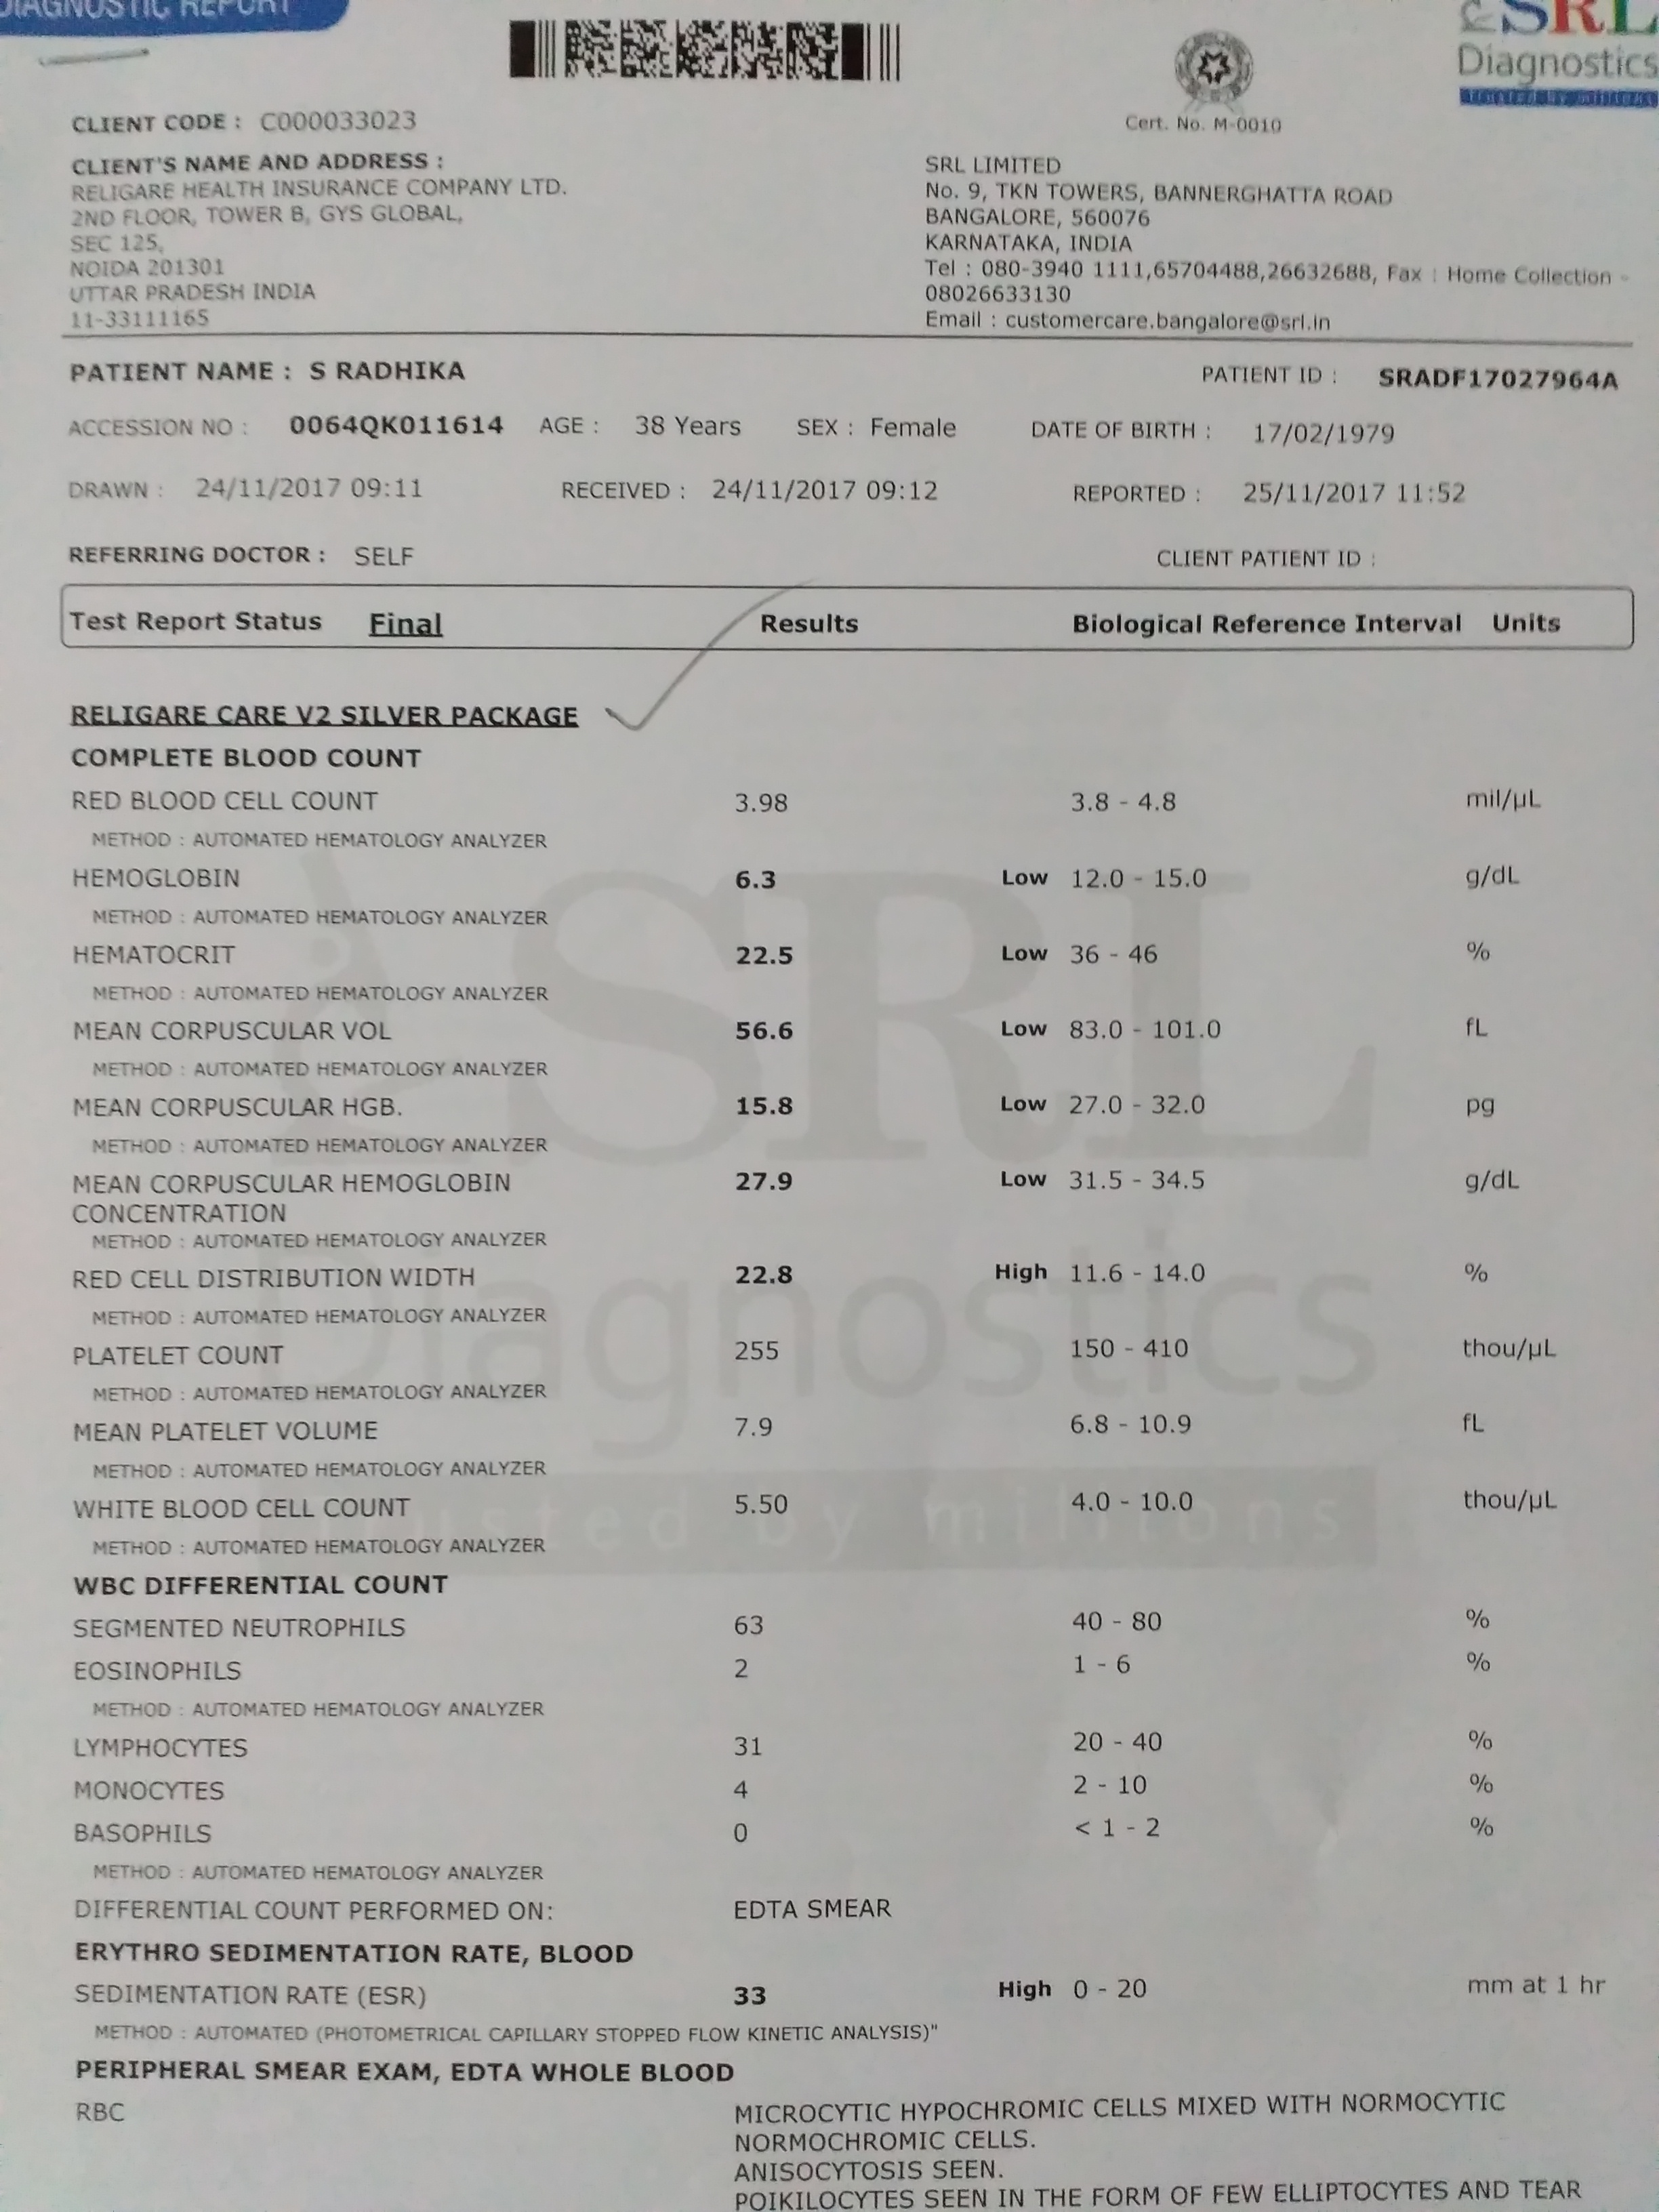 DIAGNOSTIC REPORT
SRL
Diagnostics
Trusted by millions
Cert. No. M-0010
CLIENT CODE : C000033023
CLIENT'S NAME AND ADDRESS :
RELIGARE HEALTH INSURANCE COMPANY LTD.
2ND FLOOR, TOWER B, GYS GLOBAL,
SEC 125,
NOIDA 201301
UTTAR PRADESH INDIA
11-33111165
SRL LIMITED
No. 9, TKN TOWERS, BANNERGHATTA ROAD
BANGALORE, 560076
KARNATAKA, INDIA
Tel : 080-3940 1111,65704488,26632688, Fax : Home Collection -
08026633130
Email : customercare.bangalore@srl.in
PATIENT NAME : S RADHIKA PATIENT ID : SRADF17027964A
ACCESSION NO : 0064QK011614 AGE : 38 Years SEX : Female DATE OF BIRTH : 17/02/1979
DRAWN : 24/11/2017 09:11 RECEIVED : 24/11/2017 09:12 REPORTED : 25/11/2017 11:52
REFERRING DOCTOR : SELF CLIENT PATIENT ID :
Test Report Status Final Results Biological Reference Interval Units
RELIGARE CARE V2 SILVER PACKAGE
COMPLETE BLOOD COUNT
RED BLOOD CELL COUNT 3.98 3.8 - 4.8 mil/µL
METHOD : AUTOMATED HEMATOLOGY ANALYZER
HEMOGLOBIN 6.3 Low 12.0 - 15.0 g/dL
METHOD : AUTOMATED HEMATOLOGY ANALYZER
HEMATOCRIT 22.5 Low 36 - 46 %
METHOD : AUTOMATED HEMATOLOGY ANALYZER
MEAN CORPUSCULAR VOL 56.6 Low 83.0 - 101.0 fL
METHOD : AUTOMATED HEMATOLOGY ANALYZER
MEAN CORPUSCULAR HGB. 15.8 Low 27.0 - 32.0 pg
METHOD : AUTOMATED HEMATOLOGY ANALYZER
MEAN CORPUSCULAR HEMOGLOBIN 27.9 Low 31.5 - 34.5 g/dL
CONCENTRATION
METHOD : AUTOMATED HEMATOLOGY ANALYZER
RED CELL DISTRIBUTION WIDTH 22.8 High 11.6 - 14.0 %
METHOD : AUTOMATED HEMATOLOGY ANALYZER
PLATELET COUNT 255 150 - 410 thou/µL
METHOD : AUTOMATED HEMATOLOGY ANALYZER
MEAN PLATELET VOLUME 7.9 6.8 - 10.9 fL
METHOD : AUTOMATED HEMATOLOGY ANALYZER
WHITE BLOOD CELL COUNT 5.50 4.0 - 10.0 thou/µL
METHOD : AUTOMATED HEMATOLOGY ANALYZER
WBC DIFFERENTIAL COUNT
SEGMENTED NEUTROPHILS 63 40 - 80 %
EOSINOPHILS 2 1 - 6 %
METHOD : AUTOMATED HEMATOLOGY ANALYZER
LYMPHOCYTES 31 20 - 40 %
MONOCYTES 4 2 - 10 %
BASOPHILS 0 < 1 - 2 %
METHOD : AUTOMATED HEMATOLOGY ANALYZER
DIFFERENTIAL COUNT PERFORMED ON: EDTA SMEAR
ERYTHRO SEDIMENTATION RATE, BLOOD
SEDIMENTATION RATE (ESR) 33 High 0 - 20 mm at 1 hr
METHOD : AUTOMATED (PHOTOMETRICAL CAPILLARY STOPPED FLOW KINETIC ANALYSIS)"
PERIPHERAL SMEAR EXAM, EDTA WHOLE BLOOD
RBC MICROCYTIC HYPOCHROMIC CELLS MIXED WITH NORMOCYTIC
NORMOCHROMIC CELLS.
ANISOCYTOSIS SEEN.
POIKILOCYTES SEEN IN THE FORM OF FEW ELLIPTOCYTES AND TEAR
SRL
Diagnostics
Trusted by millions